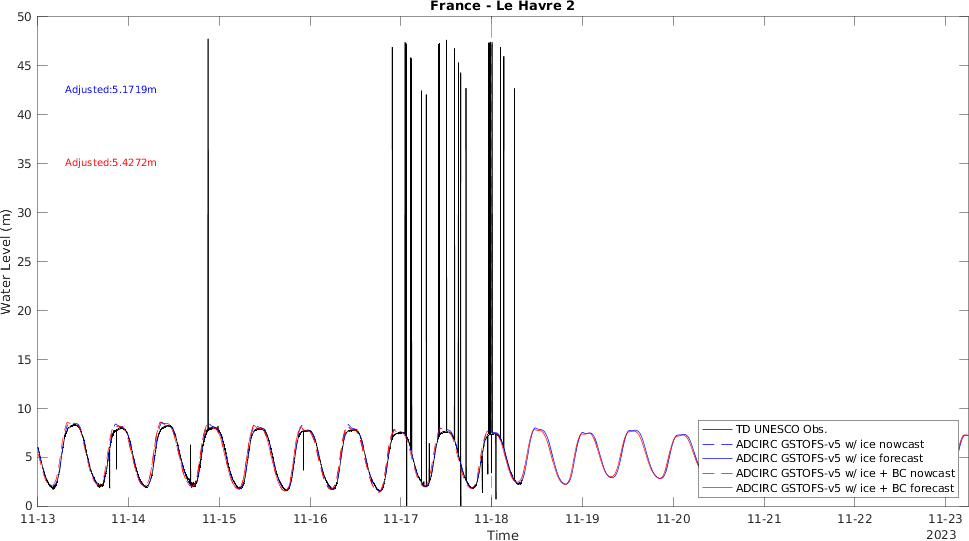 France - Le Havre 2
50
45
40
35
30
25
20
15
10
5
0
Water Level (m)
Adjusted:5.1719m
Adjusted:5.4272m
TD UNESCO Obs.
ADCIRC GSTOFS-v5 w/ ice nowcast
ADCIRC GSTOFS-v5 w/ ice forecast
ADCIRC GSTOFS-v5 w/ ice + BC nowcast
ADCIRC GSTOFS-v5 w/ ice + BC forecast
11-13 11-14 11-15 11-16 11-17 11-18 11-19 11-20 11-21 11-22 11-23
Time
2023